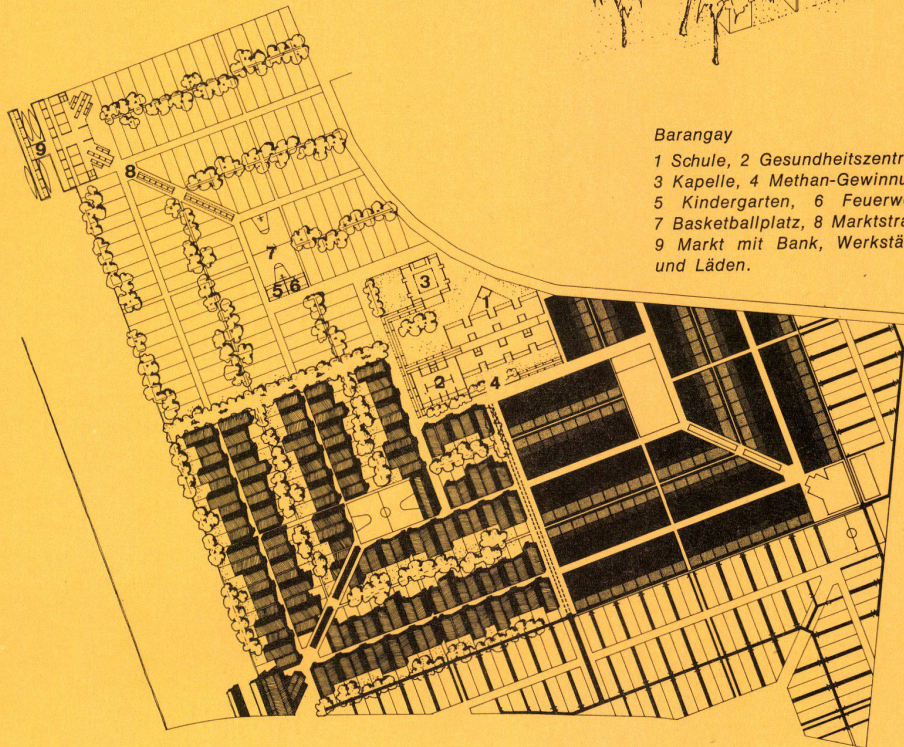 Barangay
1 Schule, 2 Gesundheitszentr
3 Kapelle, 4 Methan-Gewinnu
5 Kindergarten, 6 Feuerw
7 Basketballplatz, 8 Marktstra
9 Markt mit Bank, Werkstä
und Läden.
9
8
7
5 6
3
1
2
4